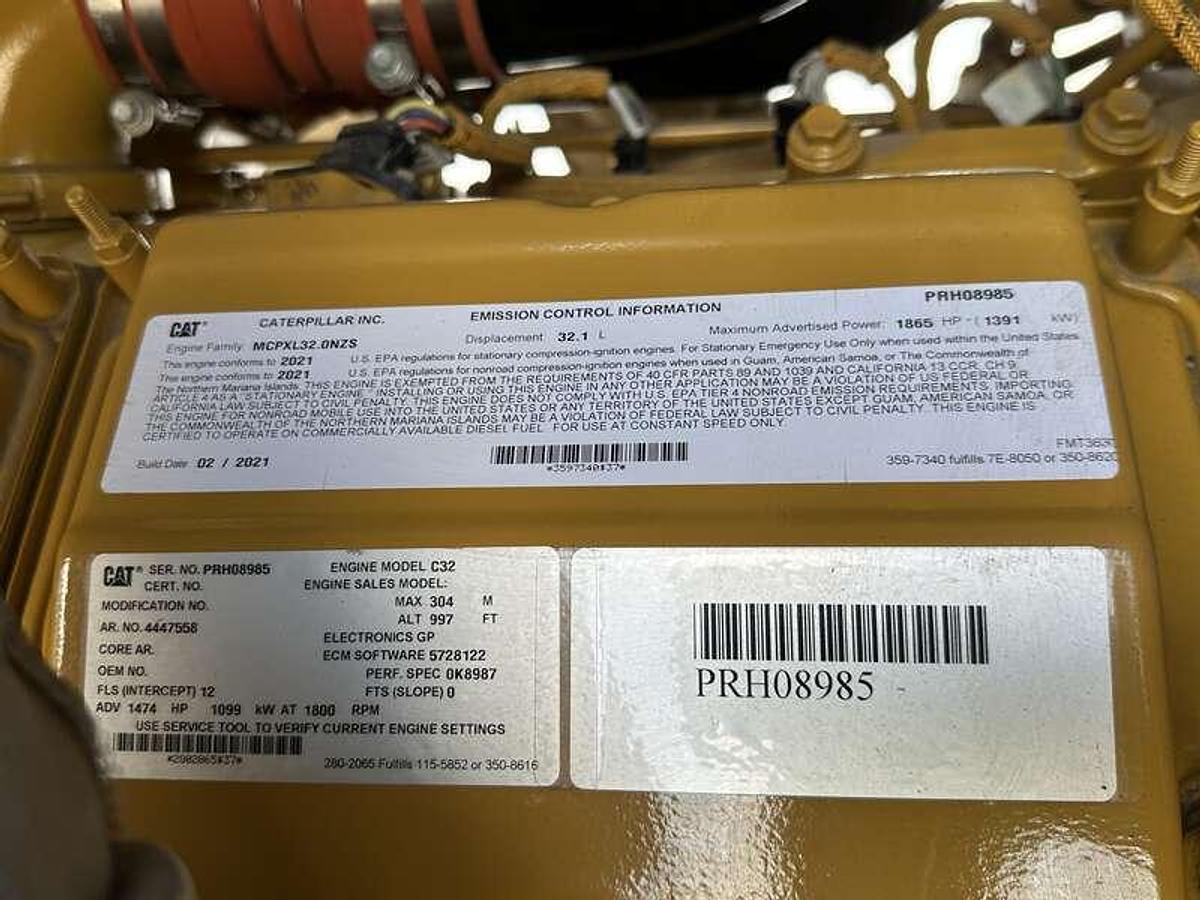 CAT® CATERPILLAR INC. EMISSION CONTROL INFORMATION PRH08985
Engine Family: MCPXL32.0NZS Displacement 32.1 L Maximum Advertised Power: 1865 HP - ( 1391 kW)
This engine conforms to 2021 U.S. EPA regulations for stationary compression-ignition engines. For Stationary Emergency Use Only when used within the United States
This engine conforms to 2021 U.S. EPA regulations for nonroad compression-ignition engines when used in Guam, American Samoa, or The Commonwealth of
The Northern Mariana Islands. THIS ENGINE IS EXEMPTED FROM THE REQUIREMENTS OF 40 CFR PARTS 89 AND 1039 AND CALIFORNIA 13 CCR, CH 9,
ARTICLE 4 AS A "STATIONARY ENGINE." INSTALLING OR USING THIS ENGINE IN ANY OTHER APPLICATION MAY BE A VIOLATION OF US FEDERAL OR
CALIFORNIA LAW SUBJECT TO CIVIL PENALTY. THIS ENGINE DOES NOT COMPLY WITH U.S. EPA TIER 4 NONROAD EMISSION REQUIREMENTS. IMPORTING
THIS ENGINE FOR NONROAD MOBILE USE INTO THE UNITED STATES OR ANY TERRITORY OF THE UNITED STATES EXCEPT GUAM, AMERICAN SAMOA, OR
THE COMMONWEALTH OF THE NORTHERN MARIANA ISLANDS MAY BE A VIOLATION OF FEDERAL LAW SUBJECT TO CIVIL PENALTY. THIS ENGINE IS
CERTIFIED TO OPERATE ON COMMERCIALLY AVAILABLE DIESEL FUEL. FOR USE AT CONSTANT SPEED ONLY.
Build Date 02 / 2021
*3597340#37*
359-7340 fulfills 7E-8050 or 350-8620
CAT® SER. NO. PRH08985 ENGINE MODEL C32
CERT. NO. ENGINE SALES MODEL:
MODIFICATION NO. MAX 304 M
ALT 997 FT
AR. NO. 4447558
ELECTRONICS GP
CORE AR. ECM SOFTWARE 5728122
OEM NO. PERF. SPEC 0K8987
FLS (INTERCEPT) 12 FTS (SLOPE) 0
ADV 1474 HP 1099 kW AT 1800 RPM
USE SERVICE TOOL TO VERIFY CURRENT ENGINE SETTINGS
280-2065 Fulfills 115-5852 or 350-8616
PRH08985